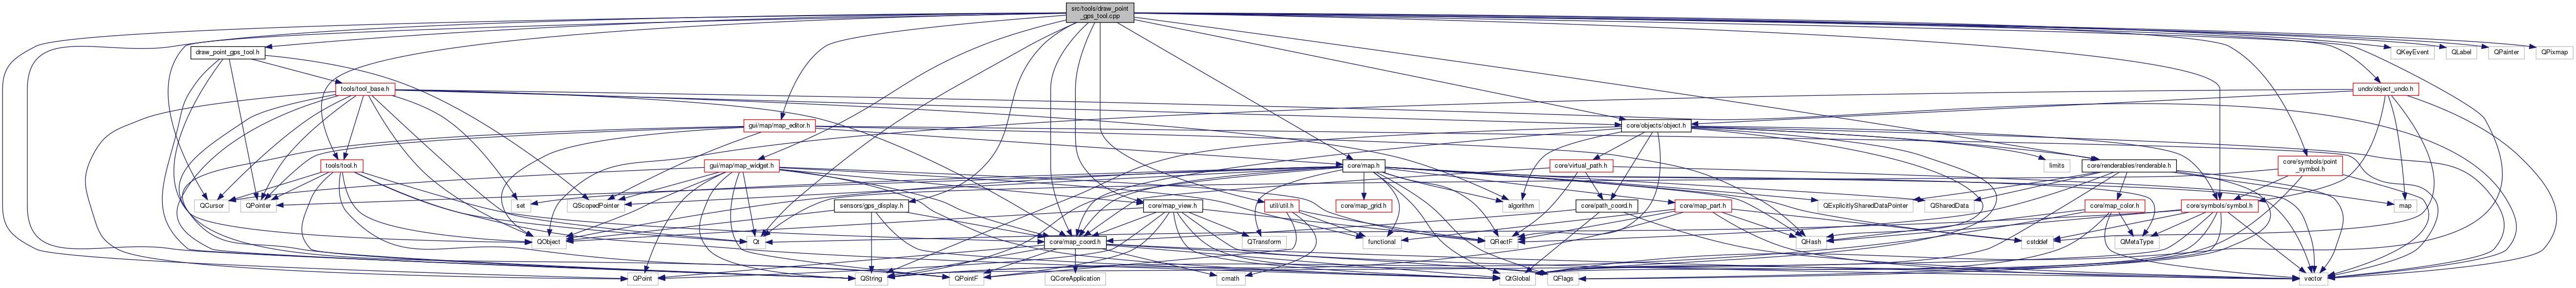 src/tools/draw_point
_gps_tool.cpp
draw_point_gps_tool.h
QKeyEvent
QLabel
QPainter
QPixmap
tools/tool_base.h
undo/object_undo.h
gui/map/map_editor.h
core/objects/object.h
tools/tool.h
gui/map/map_widget.h
core/map.h
core/virtual_path.h
limits
core/renderables/renderable.h
core/symbols/point
_symbol.h
QCursor
QPointer
set
QScopedPointer
sensors/gps_display.h
core/map_view.h
util/util.h
core/map_grid.h
algorithm
core/path_coord.h
core/map_part.h
QExplicitlySharedDataPointer
QSharedData
core/map_color.h
core/symbols/symbol.h
map
QObject
Qt
core/map_coord.h
QTransform
functional
QRectF
QHash
cstddef
QMetaType
QPoint
QString
QPointF
QCoreApplication
cmath
QtGlobal
QFlags
vector